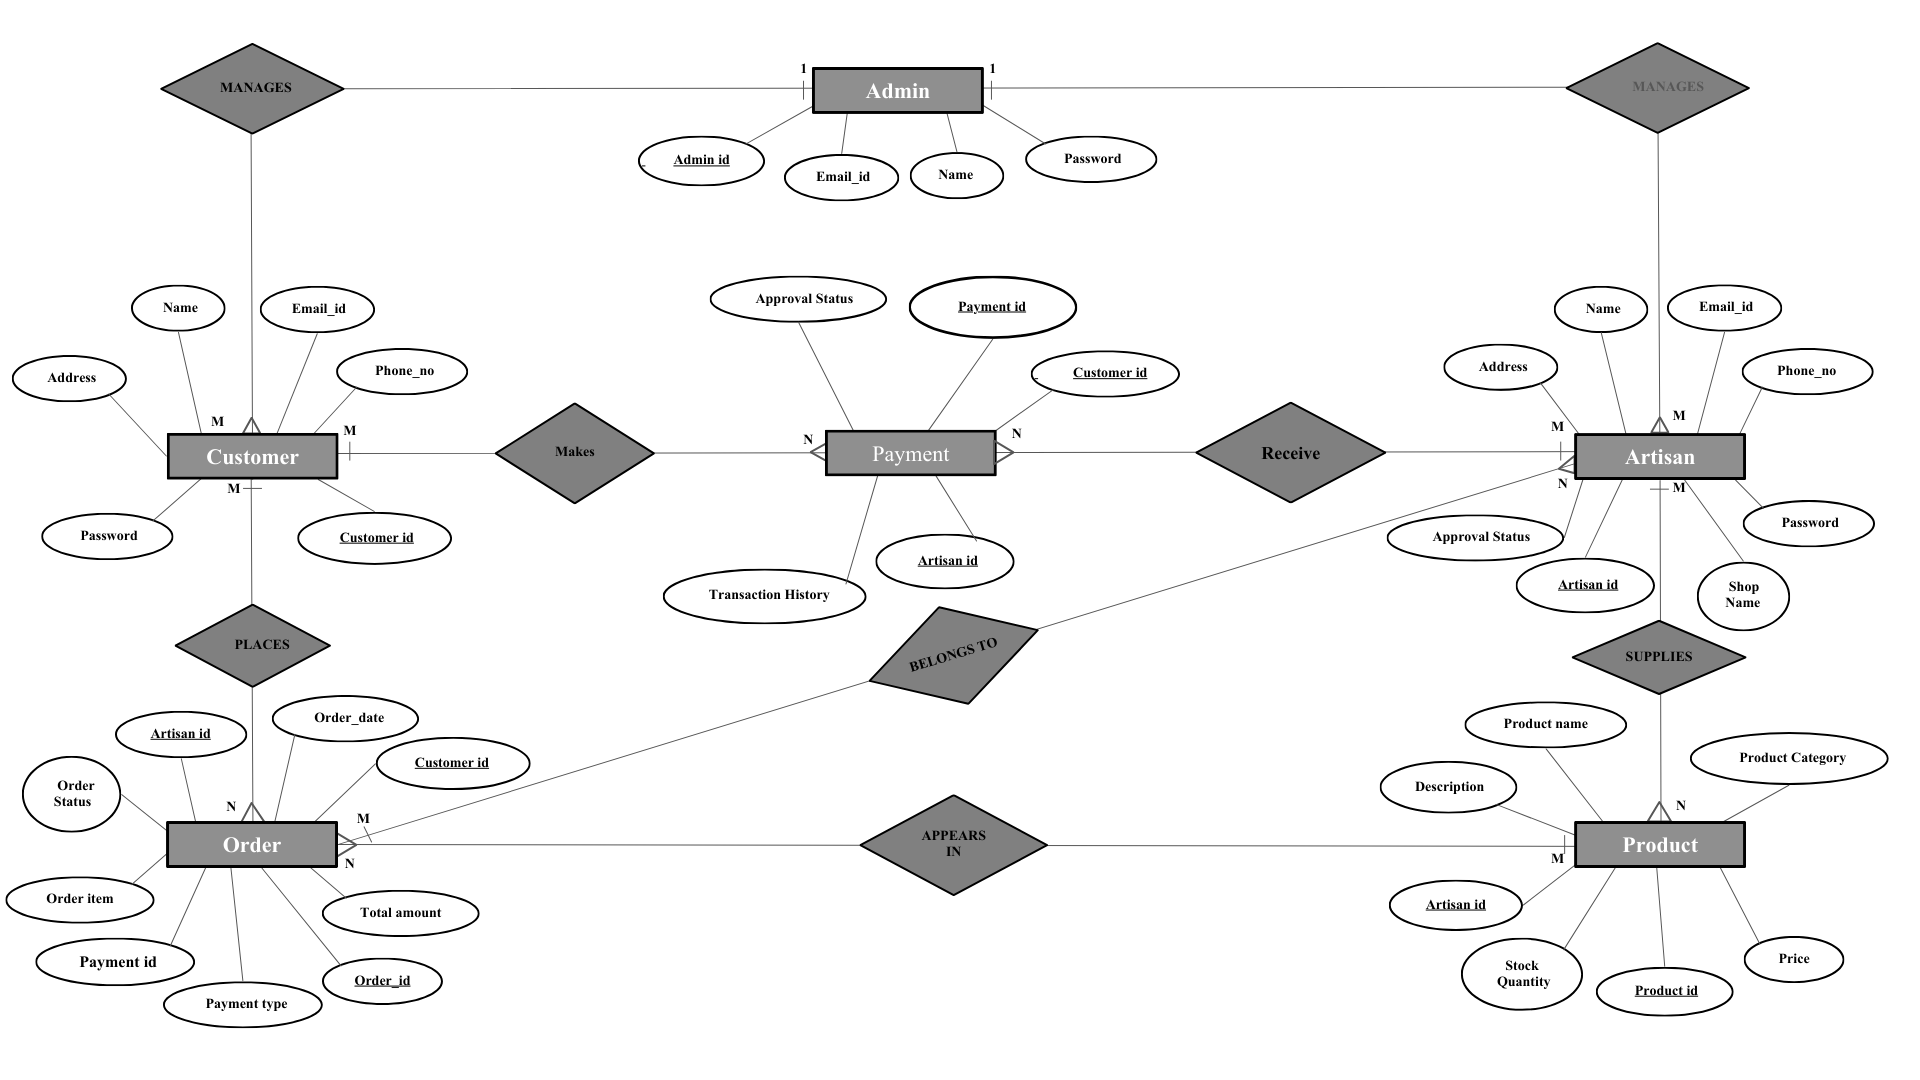 1
1
MANAGES
Admin
MANAGES
Admin id
Email_id
Name
Password
Approval Status
Payment id
Name
Email_id
Name
Email_id
Address
Phone_no
Customer id
Address
Phone_no
M
M
N
N
M
M
Customer
Makes
Payment
Receive
Artisan
M
N
M
Password
Customer id
Artisan id
Transaction History
Approval Status
Artisan id
Shop
Name
Password
PLACES
BELONGS TO
SUPPLIES
Artisan id
Order_date
Customer id
Product name
Product Category
Order
Status
Description
N
M
N
Order
N
APPEARS
IN
M
Product
Order item
Total amount
Artisan id
Payment id
Payment type
Order_id
Stock
Quantity
Product id
Price